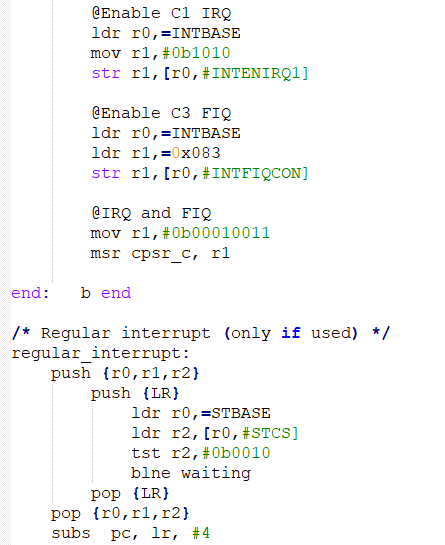 @Enable C1 IRQ
ldr r0,=INTBASE
mov r1,#0b1010
str r1,[r0,#INTENIRQ1]
@Enable C3 FIQ
ldr r0,=INTBASE
ldr r1,=0x083
str r1,[r0,#INTFIQCON]
@IRQ and FIQ
mov r1,#0b00010011
msr cpsr_c, r1
end: b end
/* Regular interrupt (only if used) */
regular_interrupt:
push {r0,r1,r2}
push {LR}
ldr r0,=STBASE
ldr r2,[r0,#STCS]
tst r2,#0b0010
blne waiting
pop {LR}
pop {r0,r1,r2}
subs pc, lr, #4